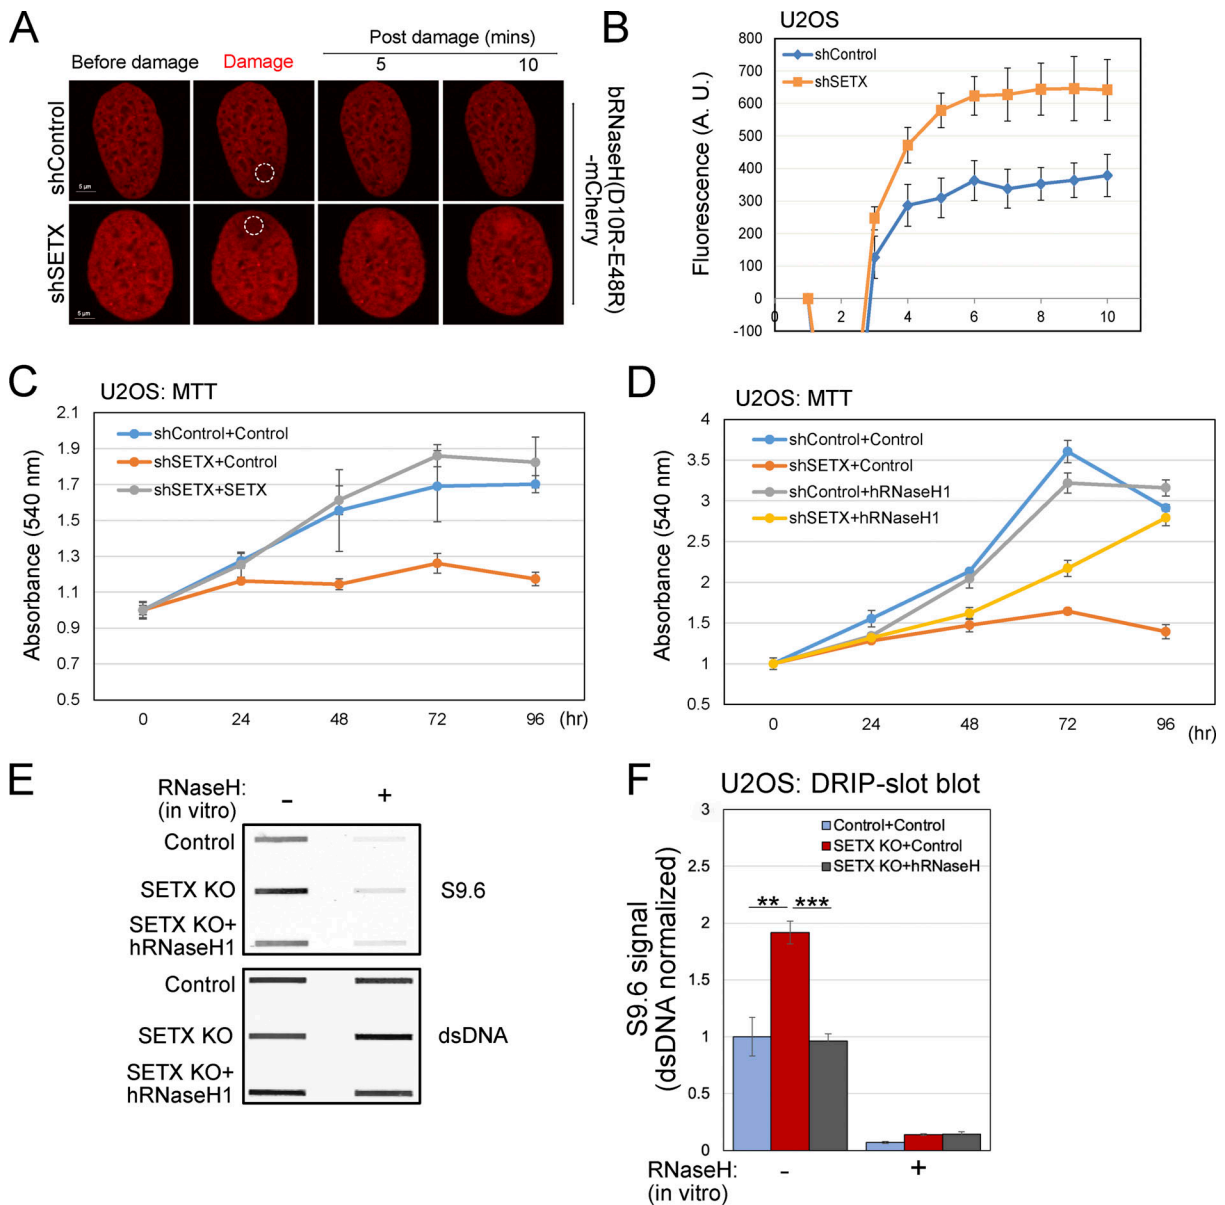 A
Post damage (mins)
Before damage
Damage
5
10
shControl
shSETX
5 µm
5 µm
bRNaseH(D10R-E48R)
-mCherry
B
U2OS
shControl
shSETX
Fluorescence (A. U.)
800
700
600
500
400
300
200
100
0
-100
0
2
4
6
8
10
C
U2OS: MTT
shControl+Control
shSETX+Control
shSETX+SETX
Absorbance (540 nm)
2.1
1.9
1.7
1.5
1.3
1.1
0.9
0.7
0.5
0
24
48
72
96
(hr)
D
U2OS: MTT
shControl+Control
shSETX+Control
shControl+hRNaseH1
shSETX+hRNaseH1
Absorbance (540 nm)
4
3.5
3
2.5
2
1.5
1
0.5
0
24
48
72
96
(hr)
E
RNaseH:
(in vitro)
-
+
Control
SETX KO
SETX KO+
hRNaseH1
S9.6
Control
SETX KO
SETX KO+
hRNaseH1
dsDNA
F
U2OS: DRIP-slot blot
Control+Control
SETX KO+Control
SETX KO+hRNaseH
S9.6 signal
(dsDNA normalized)
3
2.5
2
1.5
1
0.5
0
**
***
RNaseH:
(in vitro)
-
+